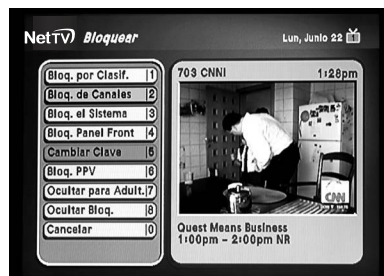 NetTV Bloquear
Lun, Junio 22
Bloq. por Clasif. 1
Bloq. de Canales 2
Bloq. el Sistema 3
Bloq. Panel Front 4
Cambiar Clave 5
Bloq. PPV 6
Ocultar para Adult. 7
Ocultar Bloq. 8
Cancelar 0
703 CNNI 1:28pm
CNN
Quest Means Business
1:00pm - 2:00pm NR